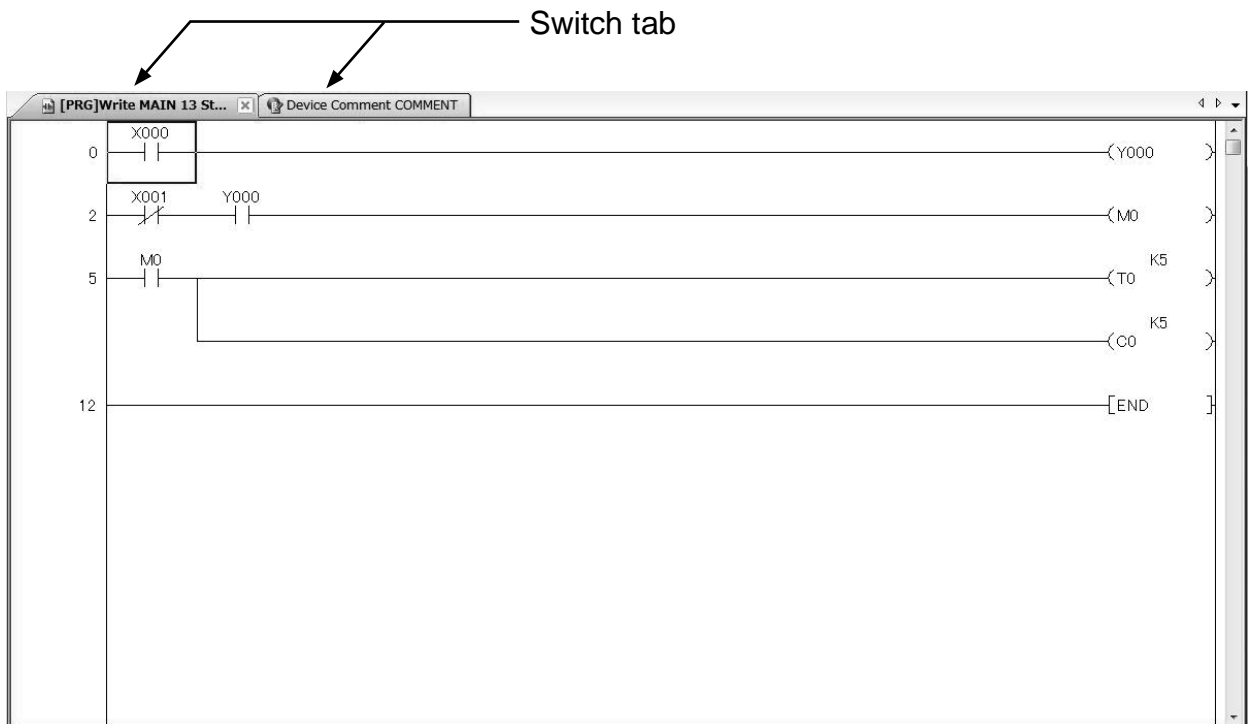 Switch tab
[PRG]Write MAIN 13 St... Device Comment COMMENT
X000
0 Y000
X001 Y000
2 M0
M0 K5
5 T0
K5
C0
12 END